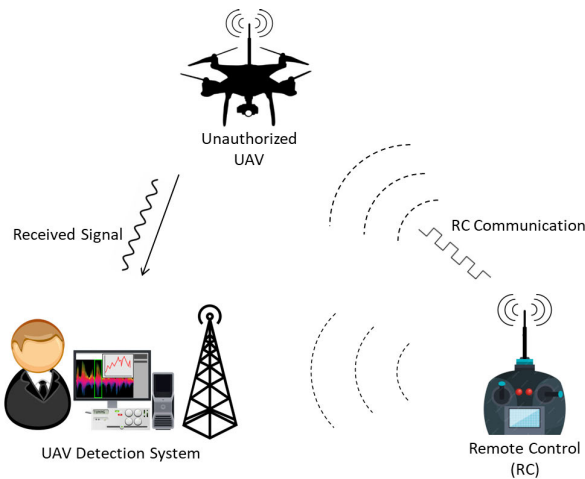 Unauthorized
UAV
Received Signal
RC Communication
UAV Detection System
Remote Control
(RC)